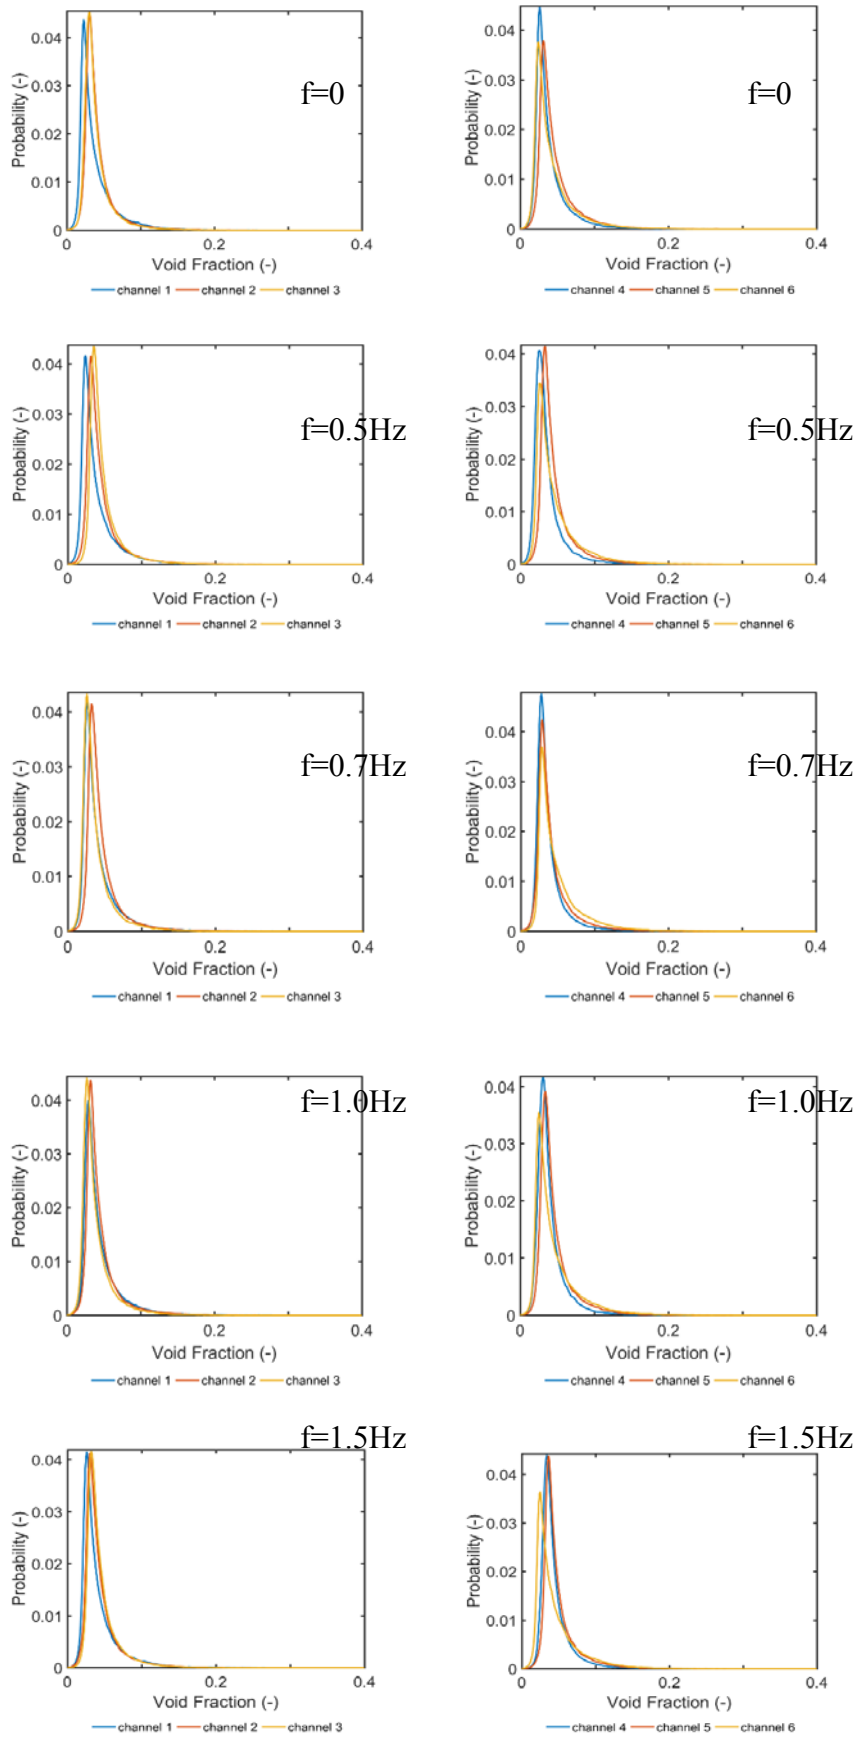 0.04
0.03
0.02
0.01
0
Probability (-)
f=0
0 0.2 0.4
Void Fraction (-)
channel 1 channel 2 channel 3
0.04
0.03
0.02
0.01
0
Probability (-)
f=0
0 0.2 0.4
Void Fraction (-)
channel 4 channel 5 channel 6
0.04
0.03
0.02
0.01
0
Probability (-)
f=0.5Hz
0 0.2 0.4
Void Fraction (-)
channel 1 channel 2 channel 3
0.04
0.03
0.02
0.01
0
Probability (-)
f=0.5Hz
0 0.2 0.4
Void Fraction (-)
channel 4 channel 5 channel 6
0.04
0.03
0.02
0.01
0
Probability (-)
f=0.7Hz
0 0.2 0.4
Void Fraction (-)
channel 1 channel 2 channel 3
0.04
0.03
0.02
0.01
0
Probability (-)
f=0.7Hz
0 0.2 0.4
Void Fraction (-)
channel 4 channel 5 channel 6
0.04
0.03
0.02
0.01
0
Probability (-)
f=1.0Hz
0 0.2 0.4
Void Fraction (-)
channel 1 channel 2 channel 3
0.04
0.03
0.02
0.01
0
Probability (-)
f=1.0Hz
0 0.2 0.4
Void Fraction (-)
channel 4 channel 5 channel 6
f=1.5Hz
0.04
0.03
0.02
0.01
0
Probability (-)
0 0.2 0.4
Void Fraction (-)
channel 1 channel 2 channel 3
f=1.5Hz
0.04
0.03
0.02
0.01
0
Probability (-)
0 0.2 0.4
Void Fraction (-)
channel 4 channel 5 channel 6